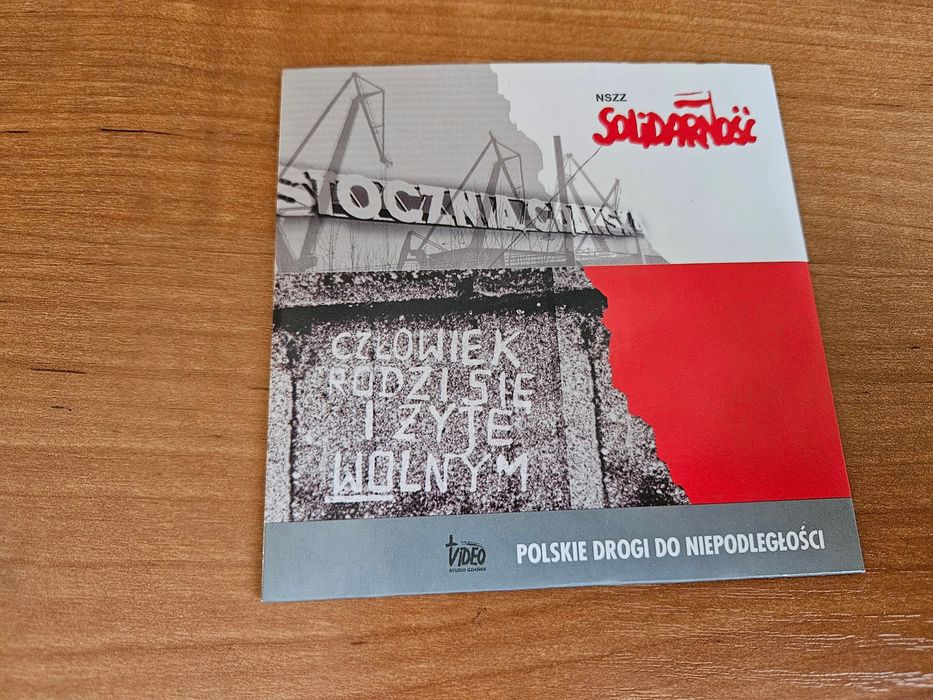 NSZZ
SOLiDARNOŚĆ
STOCZNIA GDAŃSKA
CZŁOWIEK
RODZI SIĘ
I ŻYJE
WOLNYM
VIDEO
STUDIO GDAŃSK
POLSKIE DROGI DO NIEPODLEGŁOŚCI